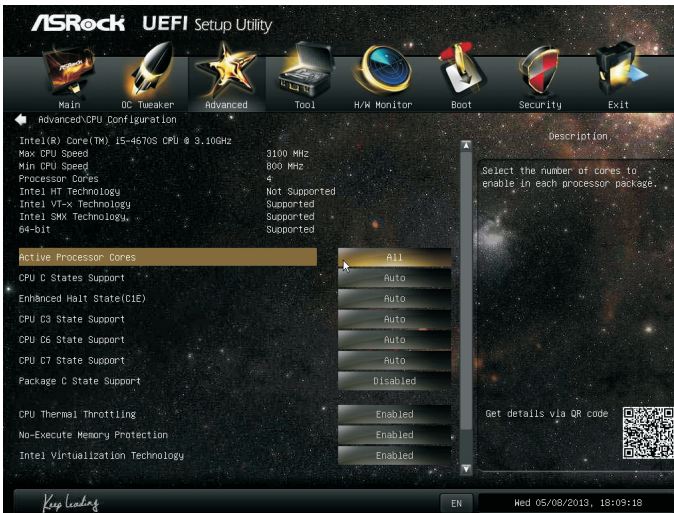 ASRock UEFI Setup Utility
Main OC Tweaker Advanced Tool H/W Monitor Boot Security Exit
Advanced\CPU Configuration
Description
Intel(R) Core(TM) i5-4670S CPU @ 3.10GHz
Max CPU Speed 3100 MHz
Min CPU Speed 800 MHz
Processor Cores 4
Intel HT Technology Not Supported
Intel VT-x Technology Supported
Intel SMX Technology Supported
64-bit Supported
Select the number of cores to
enable in each processor package.
Active Processor Cores All
CPU C States Support Auto
Enhanced Halt State(C1E) Auto
CPU C3 State Support Auto
CPU C6 State Support Auto
CPU C7 State Support Auto
Package C State Support Disabled
CPU Thermal Throttling Enabled
No-Execute Memory Protection Enabled
Intel Virtualization Technology Enabled
Get details via QR code
Keep Leading
EN
Wed 05/08/2013, 18:09:18